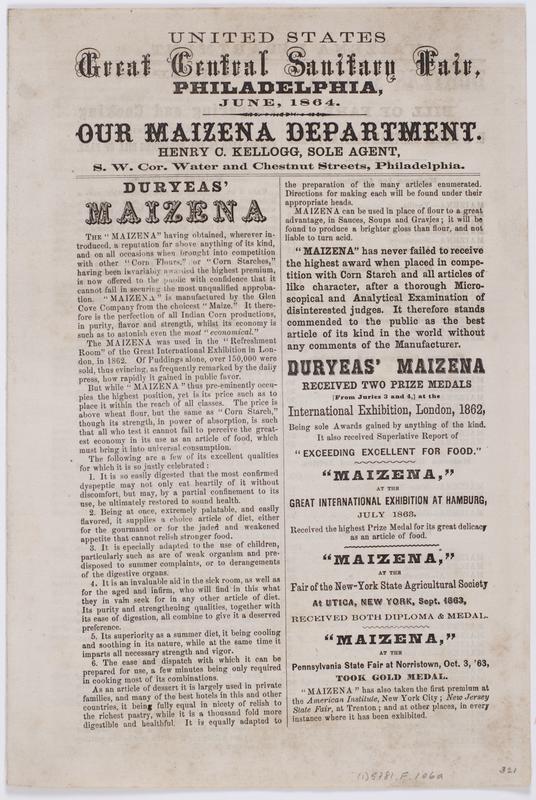 UNITED STATES
Great Central Sanitary Fair,
PHILADELPHIA,
JUNE, 1864.
OUR MAIZENA DEPARTMENT.
HENRY C. KELLOGG, SOLE AGENT,
S. W. Cor. Water and Chestnut Streets, Philadelphia.
DURYEAS'
MAIZENA
THE "MAIZENA" having obtained, wherever in-
troduced, a reputation far above anything of its kind,
and on all occasions when brought into competition
with other "Corn Flours," or "Corn Starches,"
having been invariably awarded the highest premium,
is now offered to the public with confidence that it
cannot fail in securing the most unqualified approba-
tion. "MAIZENA" is manufactured by the Glen
Cove Company from the choicest "Maize." It there-
fore is the perfection of all Indian Corn productions,
in purity, flavor and strength, whilst its economy is
such as to astonish even the most "economical."
The MAIZENA was used in the "Refreshment
Room" of the Great International Exhibition in Lon-
don, in 1862. Of Puddings alone, over 150,000 were
sold, thus evincing, as frequently remarked by the daily
press, how rapidly it gained in public favor.
But while "MAIZENA" thus pre-eminently occu-
pies the highest position, yet is its price such as to
place it within the reach of all classes. The price is
above wheat flour, but the same as "Corn Starch,"
though its strength, in power of absorption, is such
that all who test it cannot fail to perceive the great-
est economy in its use as an article of food, which
must bring it into universal consumption.
The following are a few of its excellent qualities
for which it is so justly celebrated:
1. It is so easily digested that the most confirmed
dyspeptic may not only eat heartily of it without
discomfort, but may, by a partial confinement to its
use, be ultimately restored to sound health.
2. Being at once, extremely palatable, and easily
flavored, it supplies a choice article of diet, either
for the gourmand or for the jaded and weakened
appetite that cannot relish stronger food.
3. It is specially adapted to the use of children,
particularly such as are of weak organism and pre-
disposed to summer complaints, or to derangements
of the digestive organs.
4. It is an invaluable aid in the sick room, as well as
for the aged and infirm, who will find in this what
they in vain seek for in any other article of diet.
Its purity and strengthening qualities, together with
its ease of digestion, all combine to give it a deserved
preference.
5. Its superiority as a summer diet, it being cooling
and soothing in its nature, while at the same time it
imparts all necessary strength and vigor.
6. The ease and dispatch with which it can be
prepared for use, a few minutes being only required
in cooking most of its combinations.
As an article of dessert it is largely used in private
families, and many of the best hotels in this and other
countries, it being fully equal in nicety of relish to
the richest pastry, while it is a thousand fold more
digestible and healthful. It is equally adapted to
the preparation of the many articles enumerated.
Directions for making each will be found under their
appropriate heads.
MAIZENA can be used in place of flour to a great
advantage, in Sauces, Soups and Gravies; it will be
found to produce a brighter gloss than flour, and not
liable to turn acid.
"MAIZENA" has never failed to receive
the highest award when placed in compe-
tition with Corn Starch and all articles of
like character, after a thorough Micro-
scopical and Analytical Examination of
disinterested judges. It therefore stands
commended to the public as the best
article of its kind in the world without
any comments of the Manufacturer.
DURYEAS' MAIZENA
RECEIVED TWO PRIZE MEDALS
[From Juries 3 and 4,] at the
International Exhibition, London, 1862,
Being sole Awards gained by anything of the kind.
It also received Superlative Report of
"EXCEEDING EXCELLENT FOR FOOD."
"MAIZENA,"
AT THE
GREAT INTERNATIONAL EXHIBITION AT HAMBURG,
JULY 1863.
Received the highest Prize Medal for its great delicacy
as an article of food.
"MAIZENA,"
AT THE
Fair of the New-York State Agricultural Society
At UTICA, NEW YORK, Sept. 1863,
RECEIVED BOTH DIPLOMA & MEDAL.
"MAIZENA,"
AT THE
Pennsylvania State Fair at Norristown, Oct. 3, '63,
TOOK GOLD MEDAL.
"MAIZENA" has also taken the first premium at
the American Institute, New York City; New Jersey
State Fair, at Trenton; and at other places, in every
instance where it has been exhibited.
(1) 5781.F.106a
321